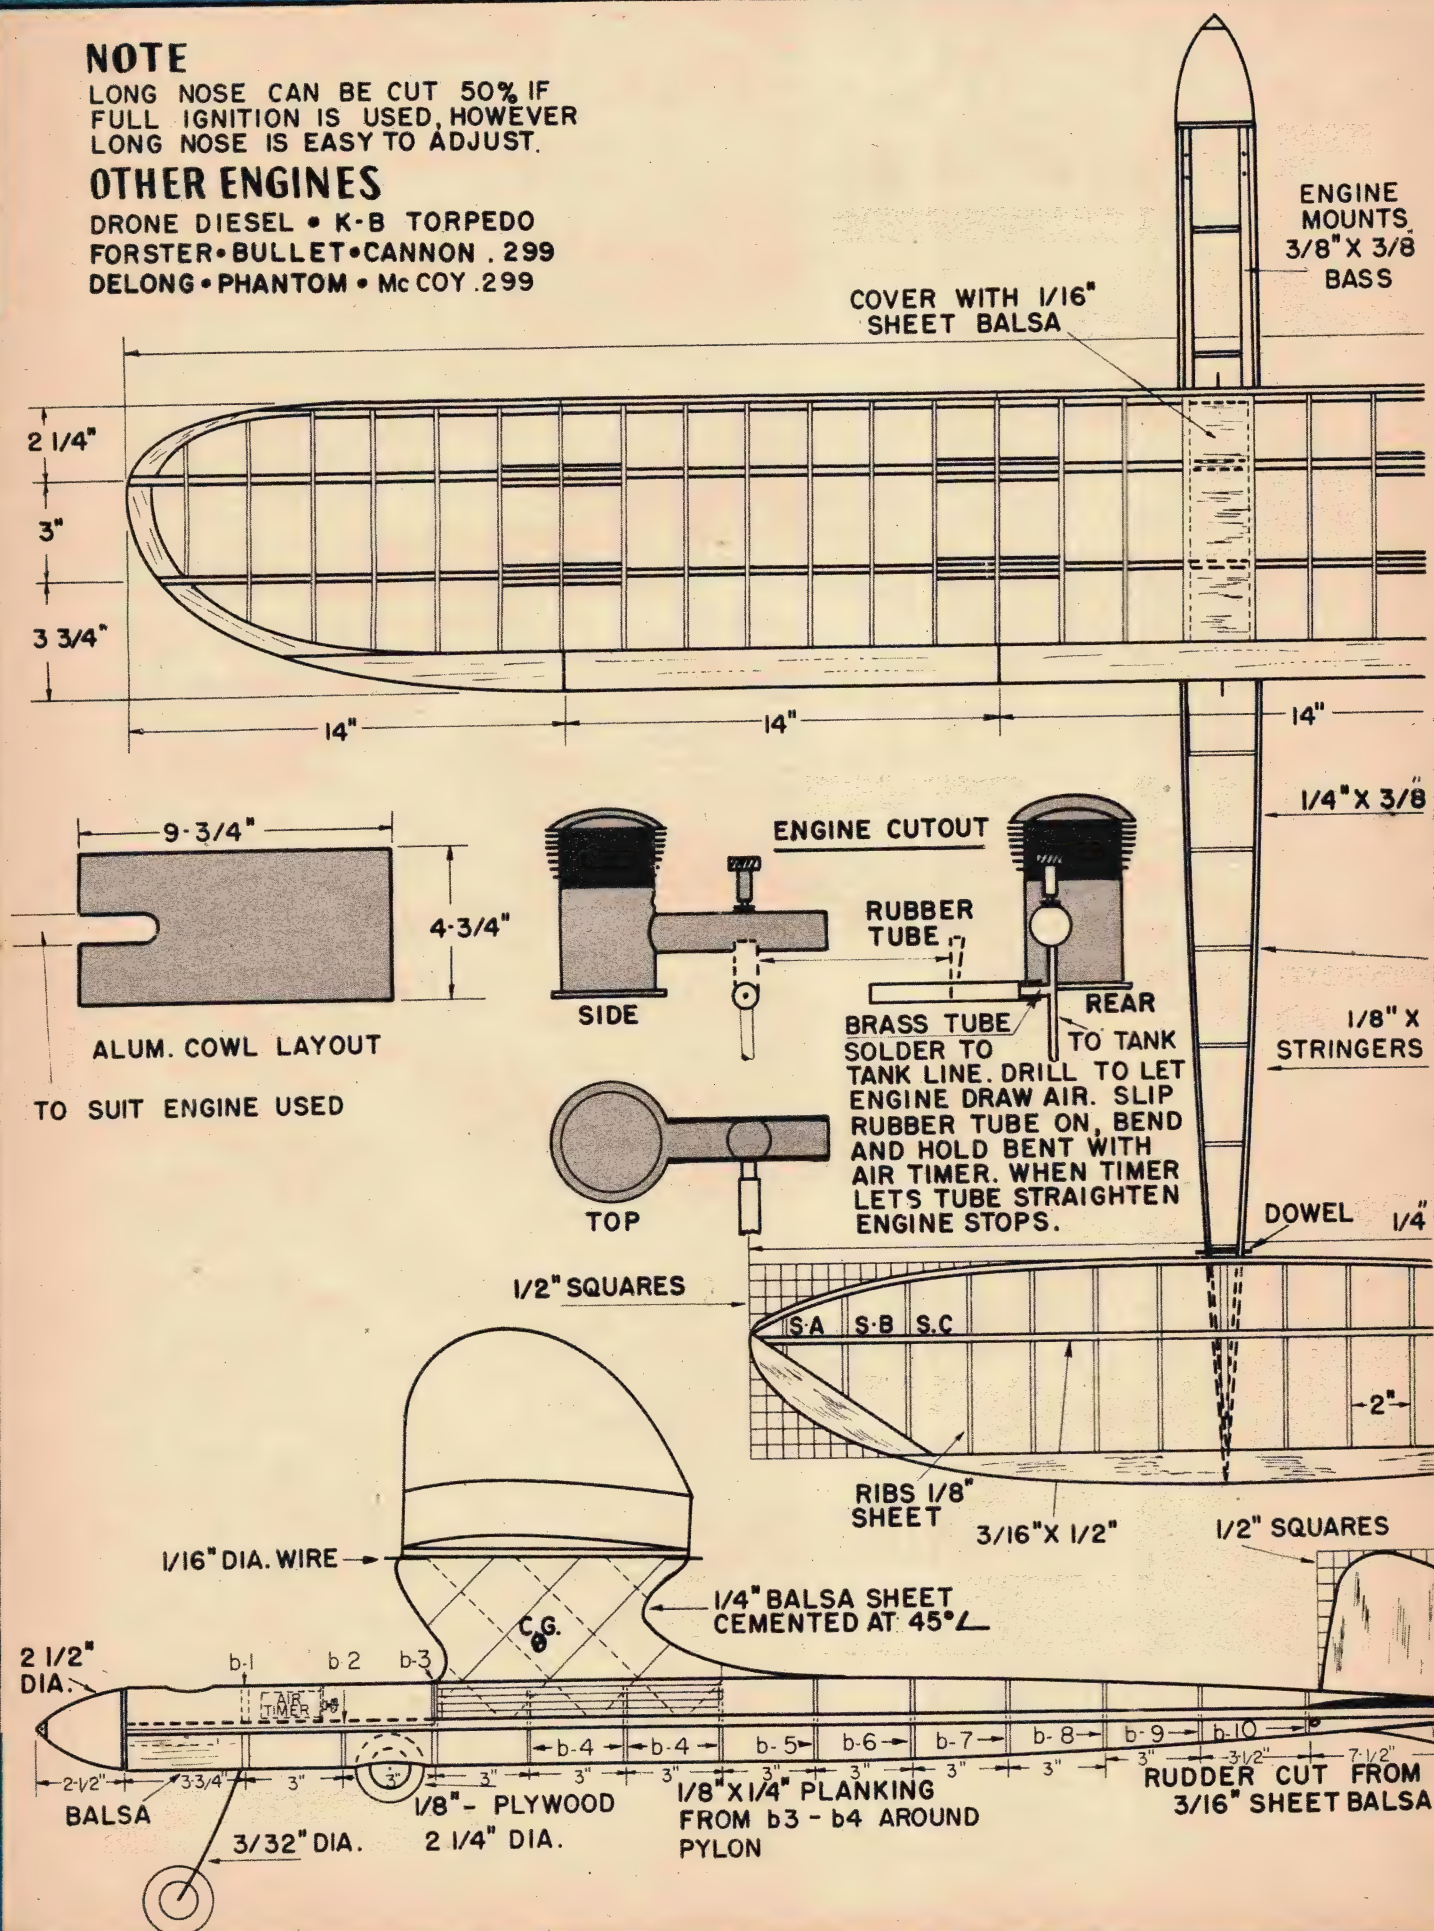 NOTE
LONG NOSE CAN BE CUT 50% IF
FULL IGNITION IS USED, HOWEVER
LONG NOSE IS EASY TO ADJUST.
OTHER ENGINES
DRONE DIESEL • K-B TORPEDO
FORSTER•BULLET•CANNON .299
DELONG•PHANTOM • McCOY .299
ENGINE
MOUNTS
3/8" X 3/8
BASS
COVER WITH 1/16"
SHEET BALSA
2 1/4"
3"
3 3/4"
14"
14"
14"
1/4" X 3/8"
9-3/4"
4-3/4"
ALUM. COWL LAYOUT
TO SUIT ENGINE USED
ENGINE CUTOUT
RUBBER
TUBE
SIDE
REAR
TOP
BRASS TUBE
TO TANK
SOLDER TO
TANK LINE. DRILL TO LET
ENGINE DRAW AIR. SLIP
RUBBER TUBE ON, BEND
AND HOLD BENT WITH
AIR TIMER. WHEN TIMER
LETS TUBE STRAIGHTEN
ENGINE STOPS.
1/8" X
STRINGERS
DOWEL
1/4"
1/2" SQUARES
S-A S-B S.C
2"
RIBS 1/8"
SHEET
3/16" X 1/2"
1/2" SQUARES
1/16" DIA. WIRE
1/4" BALSA SHEET
CEMENTED AT 45°∠
C.G.
2 1/2"
DIA.
b-1 b-2 b-3
AIR
TIMER
b-4 b-4 b-5 b-6 b-7 b-8 b-9 b-10
2-1/2" 3-3/4" 3" 3" 3" 3" 3" 3" 3" 3" 3" 3" 3-1/2" 7-1/2"
BALSA
3/32" DIA.
1/8" - PLYWOOD
2 1/4" DIA.
1/8" X 1/4" PLANKING
FROM b3 - b4 AROUND
PYLON
RUDDER CUT FROM
3/16" SHEET BALSA